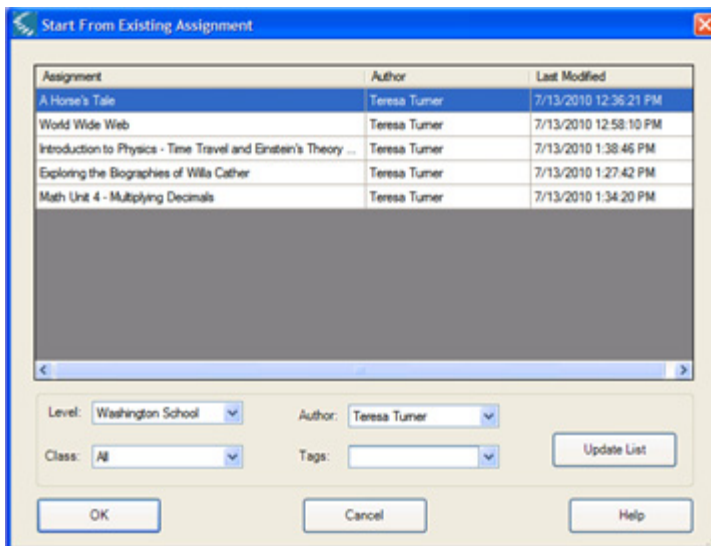 Start From Existing Assignment
Assignment Author Last Modified
A Horse's Tale Teresa Turner 7/13/2010 12:36:21 PM
World Wide Web Teresa Turner 7/13/2010 12:58:10 PM
Introduction to Physics - Time Travel and Einstein's Theory ... Teresa Turner 7/13/2010 1:38:46 PM
Exploring the Biographies of Willa Cather Teresa Turner 7/13/2010 1:27:42 PM
Math Unit 4 - Multiplying Decimals Teresa Turner 7/13/2010 1:34:20 PM
Level: Washington School Author: Teresa Turner
Class: All Tags: Update List
OK Cancel Help